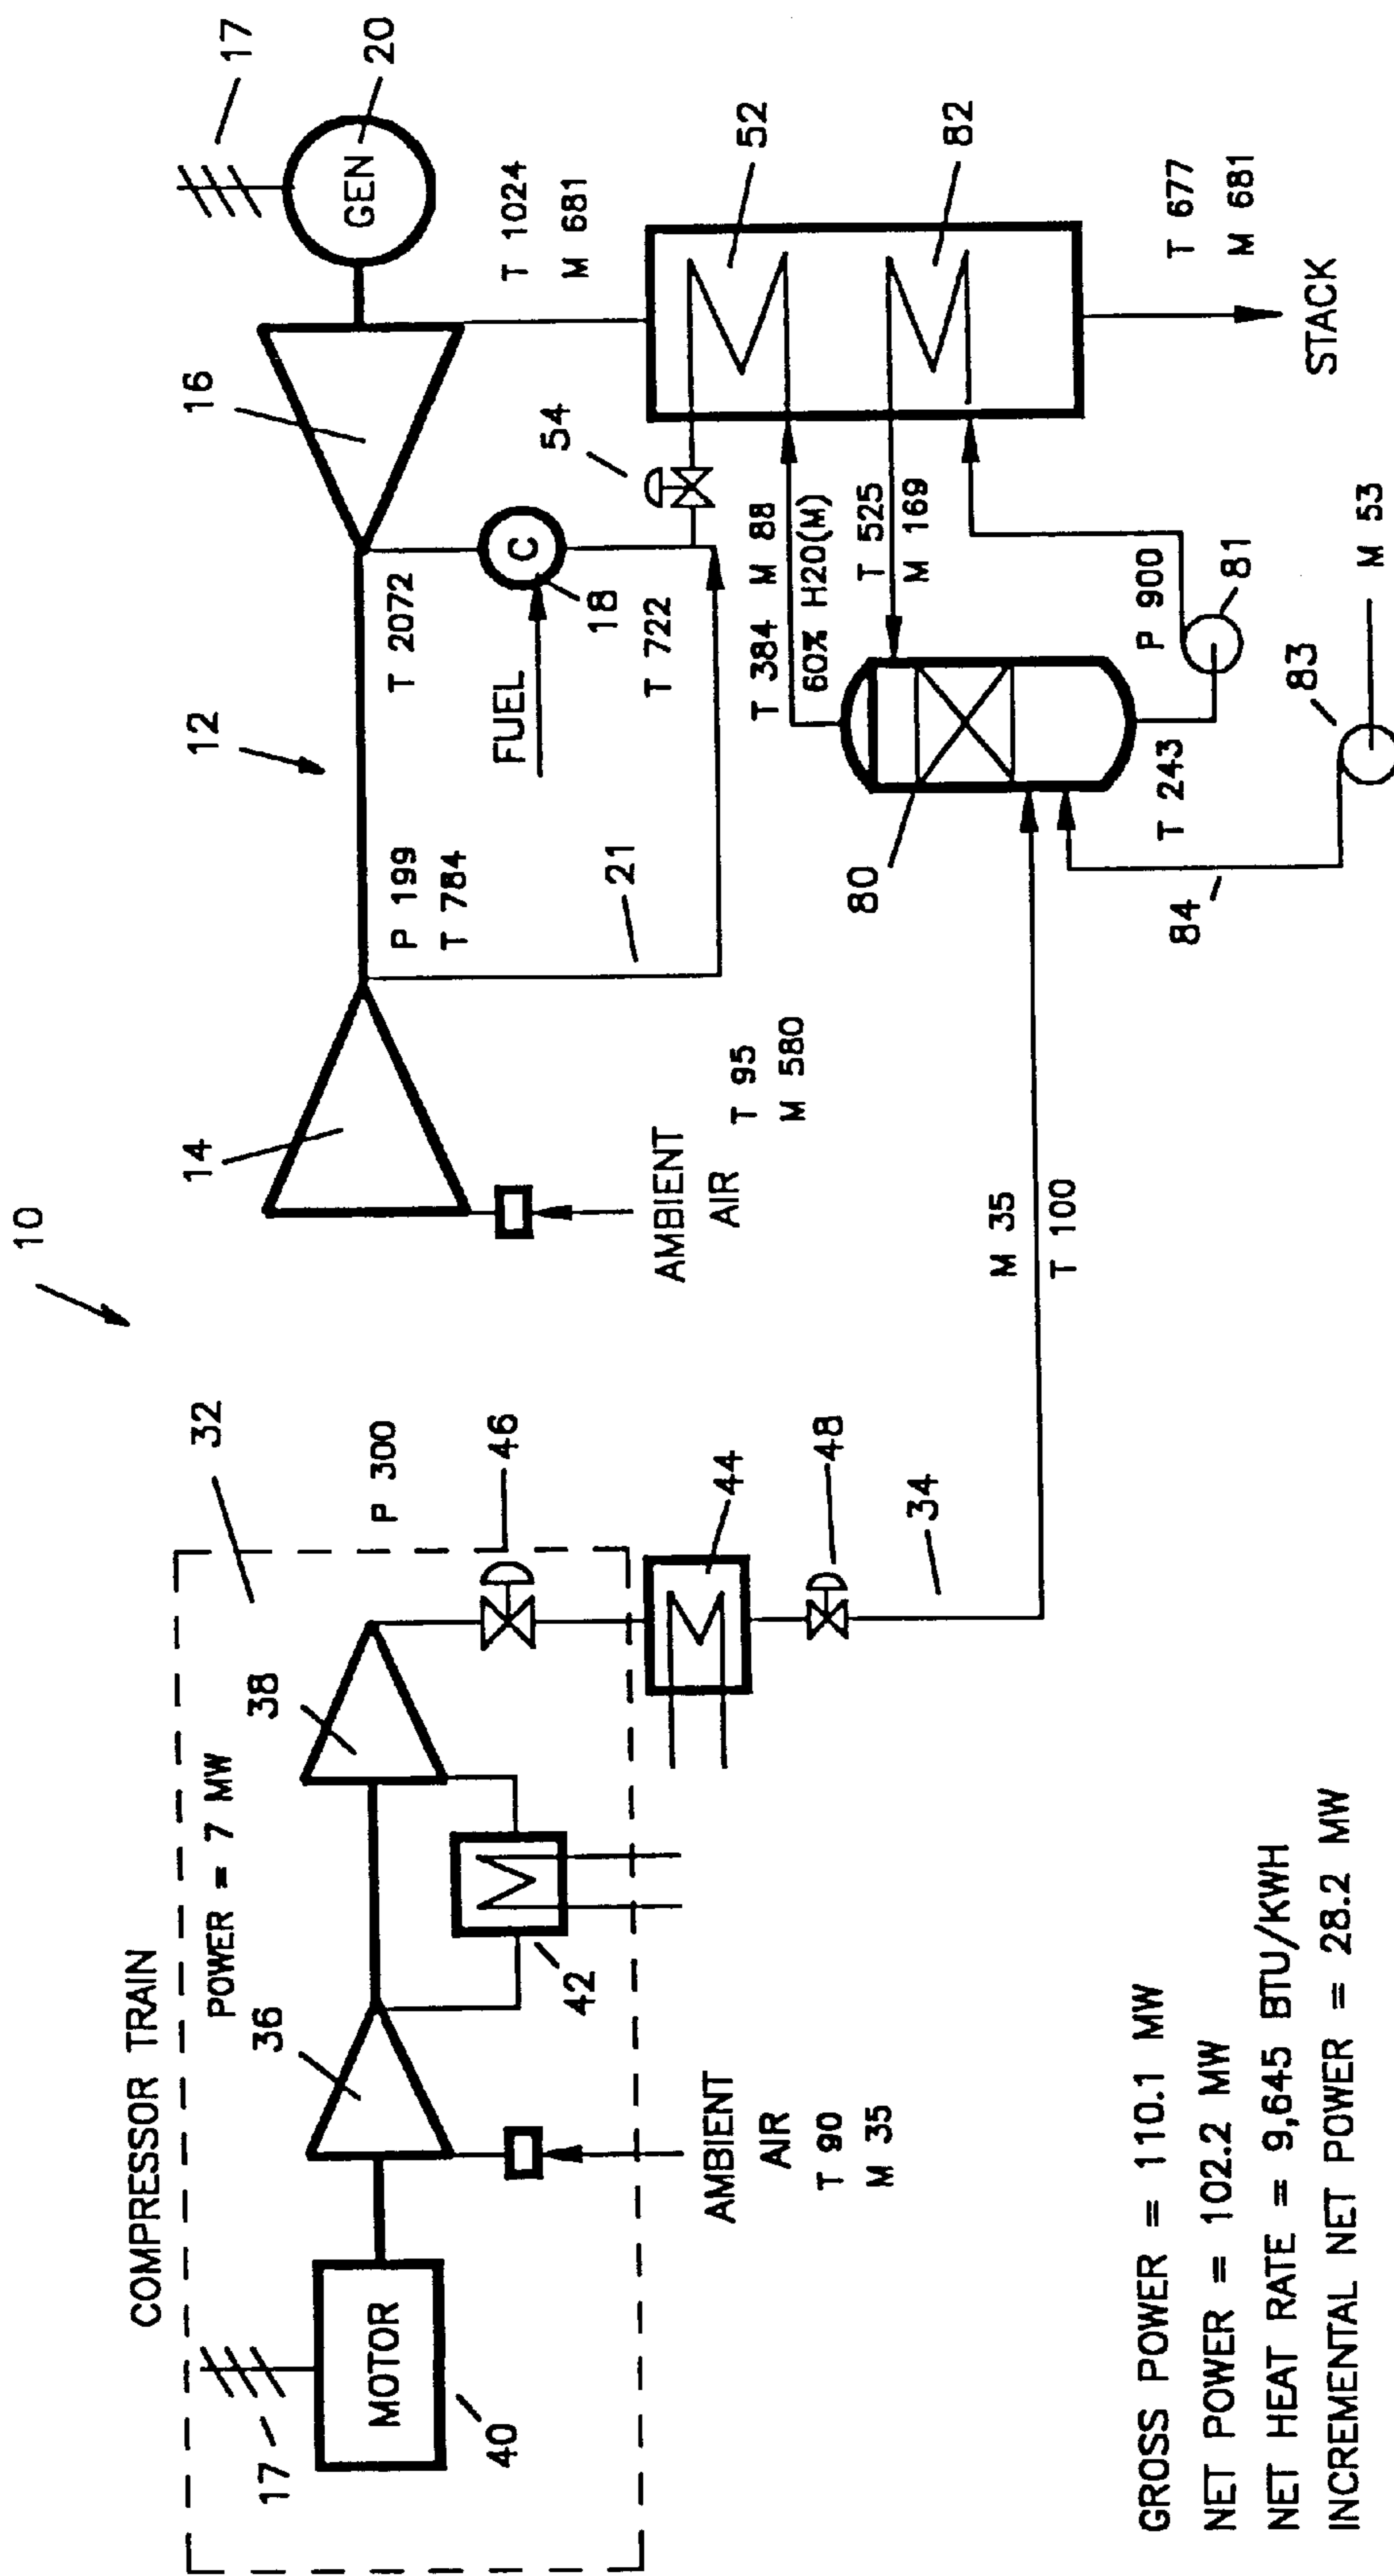 10
COMPRESSOR TRAIN
POWER = 7 MW
32
17
MOTOR
40
36
38
42
AMBIENT
AIR
T 90
M 35
P 300
46
44
48
34
M 35
T 100
12
14
16
17
GEN
20
AMBIENT
AIR
T 95
M 580
P 199
T 784
21
T 2072
FUEL
C
18
T 722
54
T 1024
M 681
52
82
T 384 M 88
60% H20(M)
T 525
M 169
P 900
81
80
T 243
84
83
M 53
T 677
M 681
STACK
GROSS POWER = 110.1 MW
NET POWER = 102.2 MW
NET HEAT RATE = 9,645 BTU/KWH
INCREMENTAL NET POWER = 28.2 MW